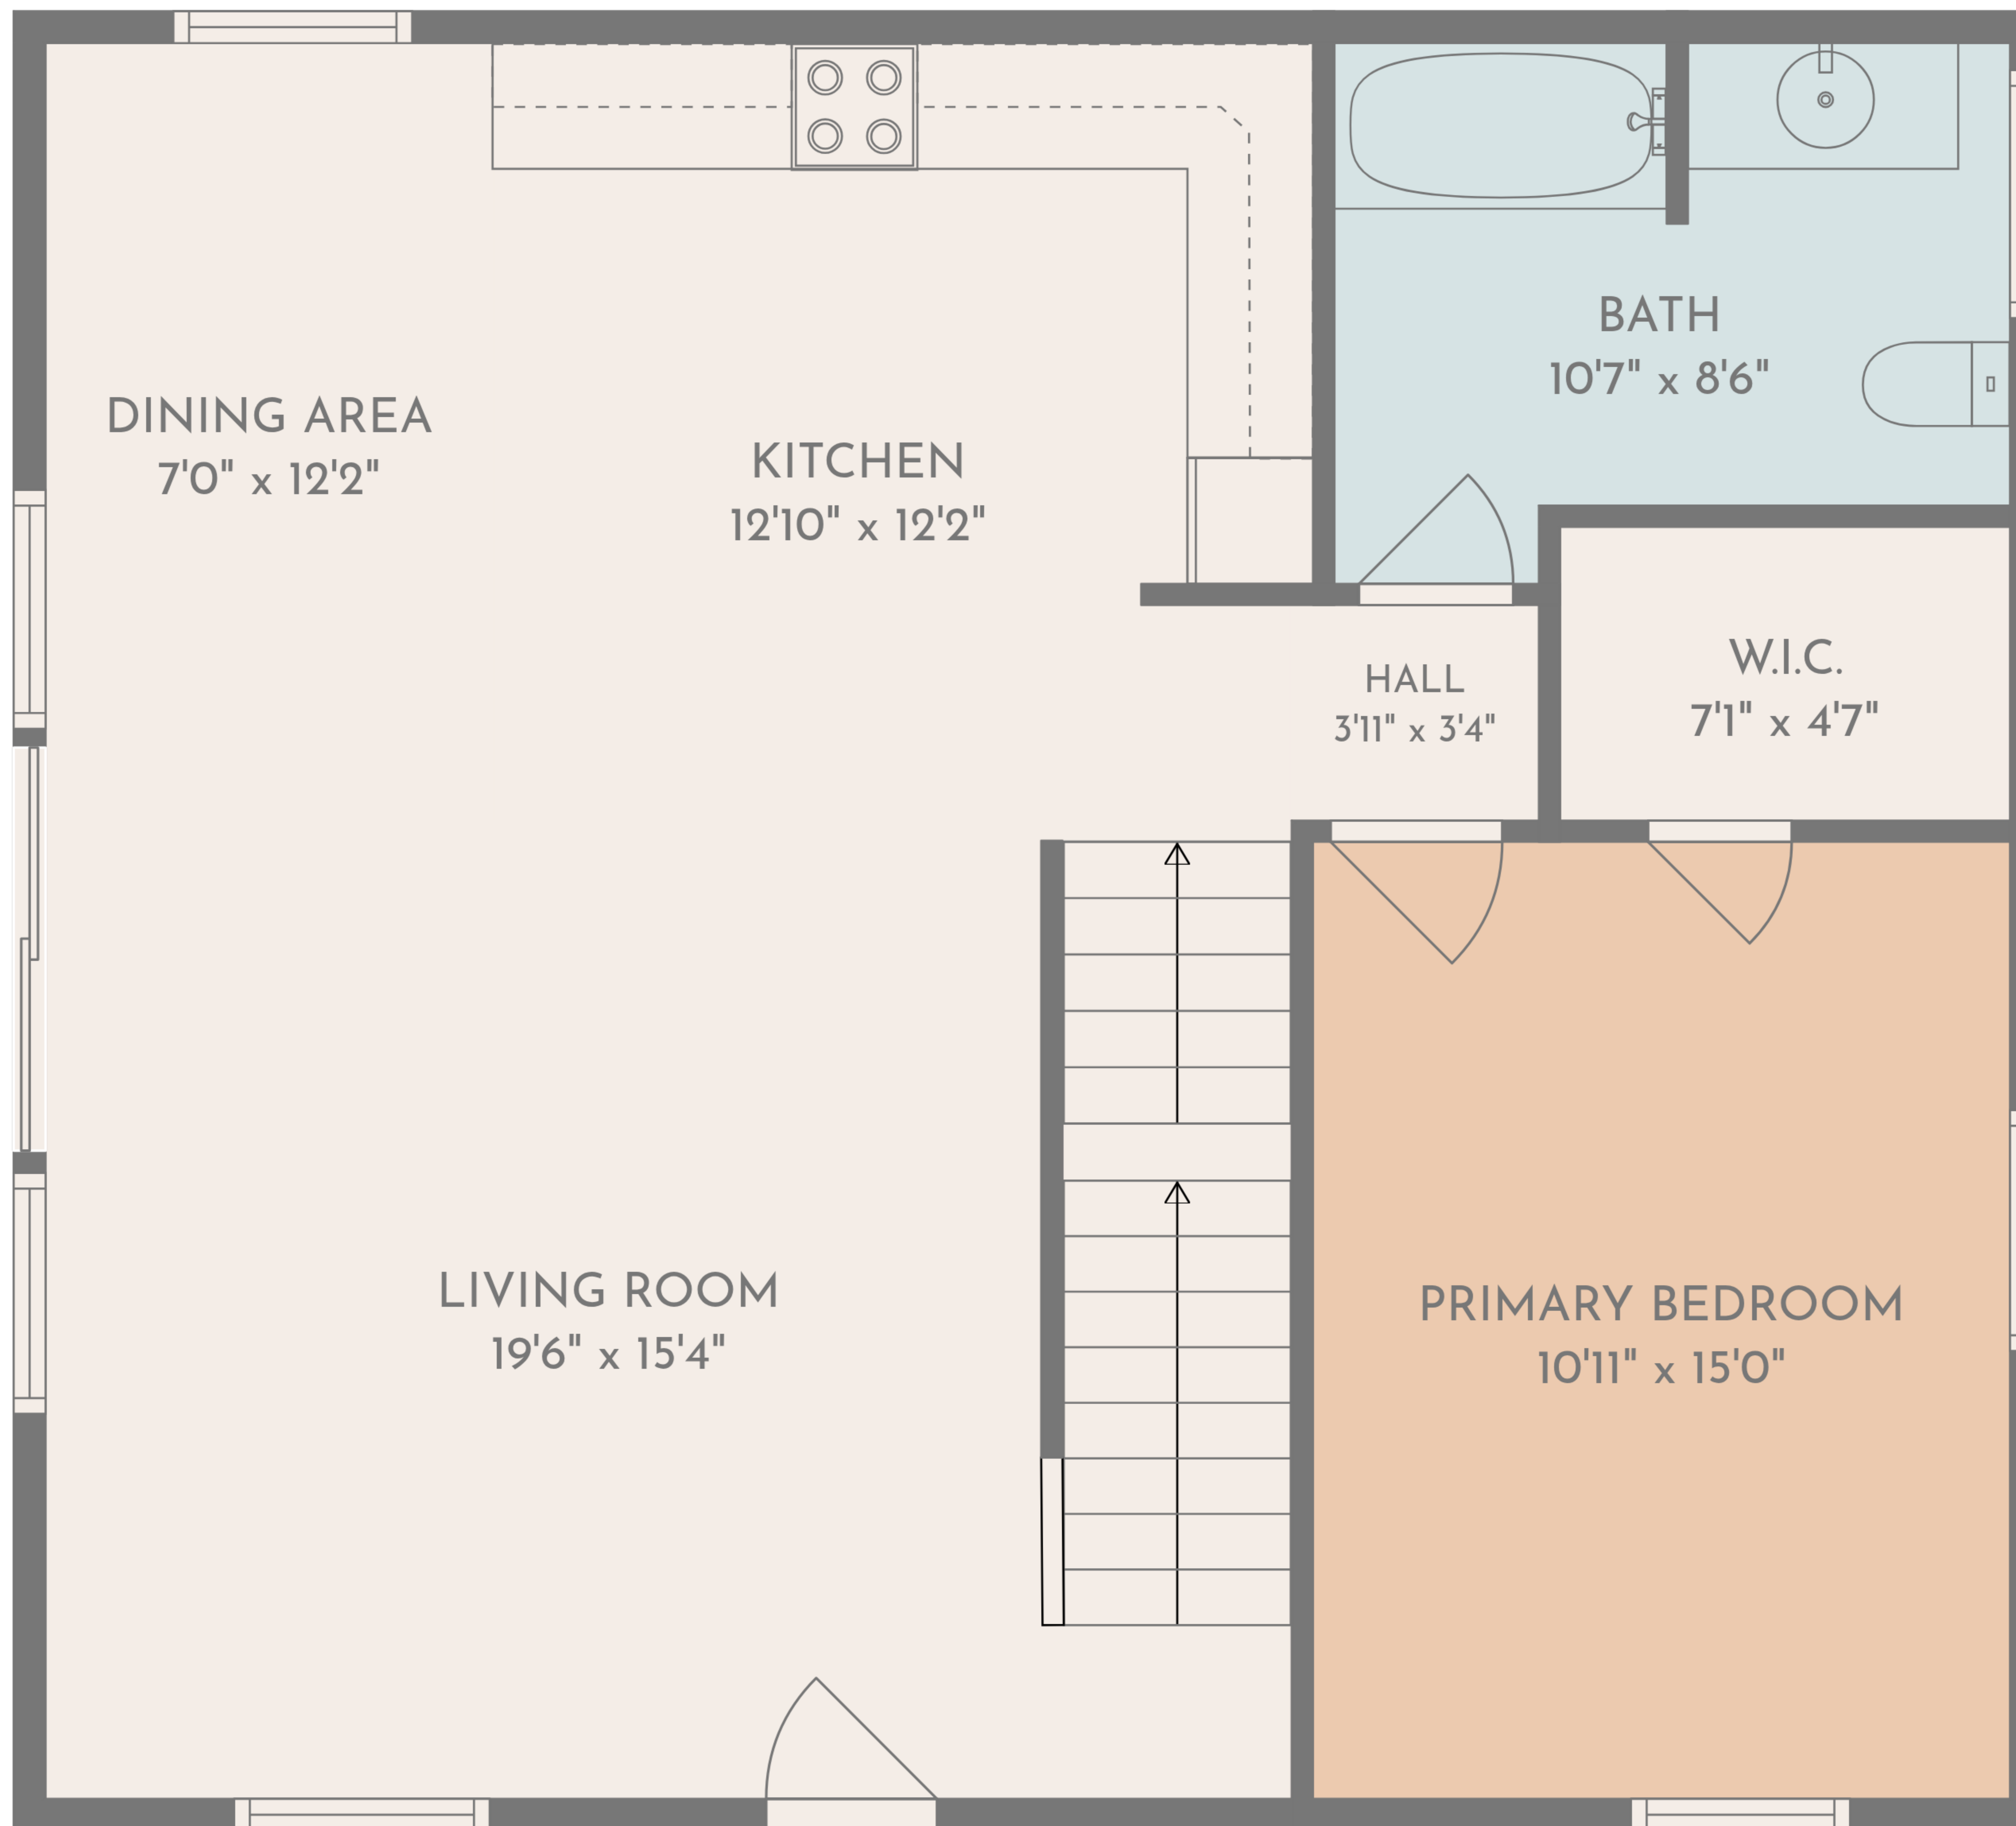 DINING AREA
7'0" x 12'2"
KITCHEN
12'10" x 12'2"
BATH
10'7" x 8'6"
HALL
3'11" x 3'4"
W.I.C.
7'1" x 4'7"
LIVING ROOM
19'6" x 15'4"
PRIMARY BEDROOM
10'11" x 15'0"